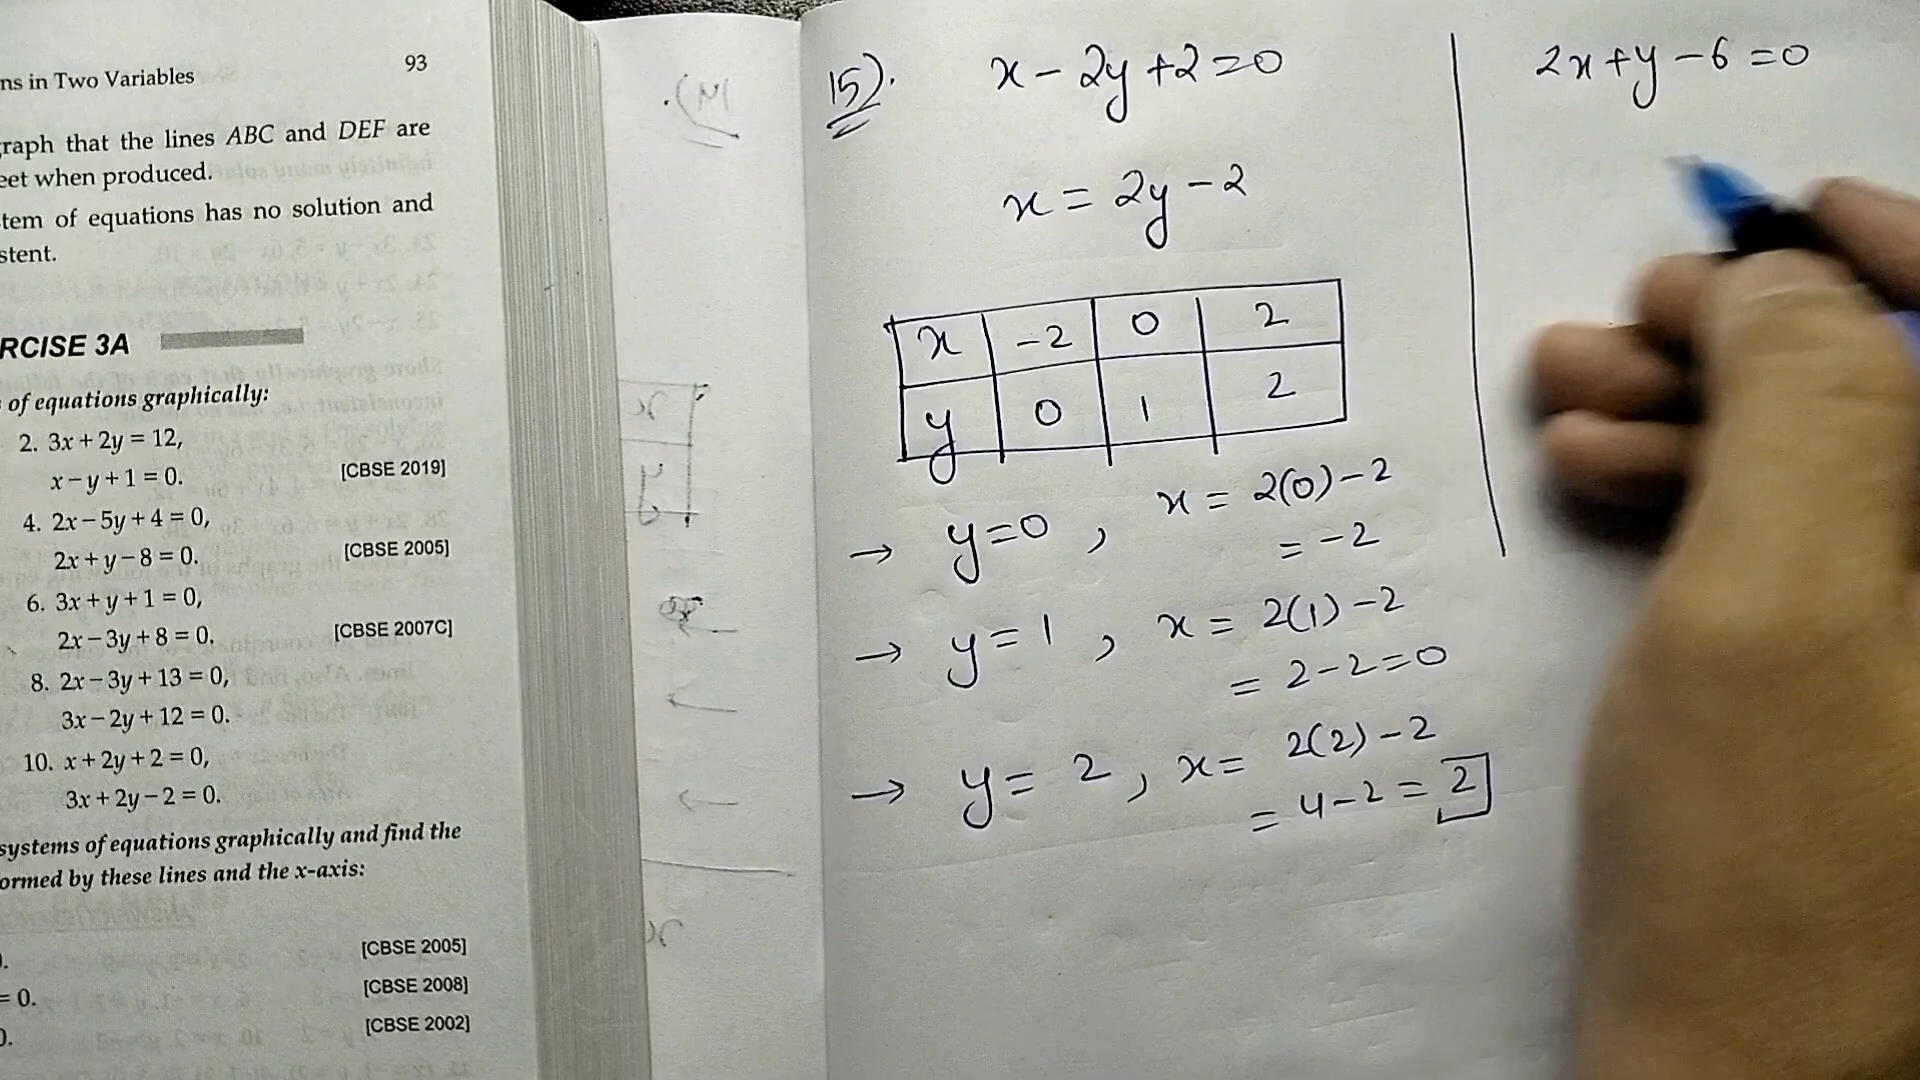 93
ns in Two Variables
raph that the lines ABC and DEF are
eet when produced.
tem of equations has no solution and
stent.
RCISE 3A
of equations graphically:
2. 3x + 2y = 12,
x − y + 1 = 0. [CBSE 2019]
4. 2x − 5y + 4 = 0,
2x + y − 8 = 0. [CBSE 2005]
6. 3x + y + 1 = 0,
2x − 3y + 8 = 0. [CBSE 2007C]
8. 2x − 3y + 13 = 0,
3x − 2y + 12 = 0.
10. x + 2y + 2 = 0,
3x + 2y − 2 = 0.
systems of equations graphically and find the
ormed by these lines and the x-axis:
[CBSE 2005]
= 0. [CBSE 2008]
0. [CBSE 2002]
15). x − 2y + 2 = 0
x = 2y − 2
x −2 0 2
y 0 1 2
→ y = 0 , x = 2(0) − 2
= −2
→ y = 1 , x = 2(1) − 2
= 2 − 2 = 0
→ y = 2 , x = 2(2) − 2
= 4 − 2 = 2
2x + y − 6 = 0